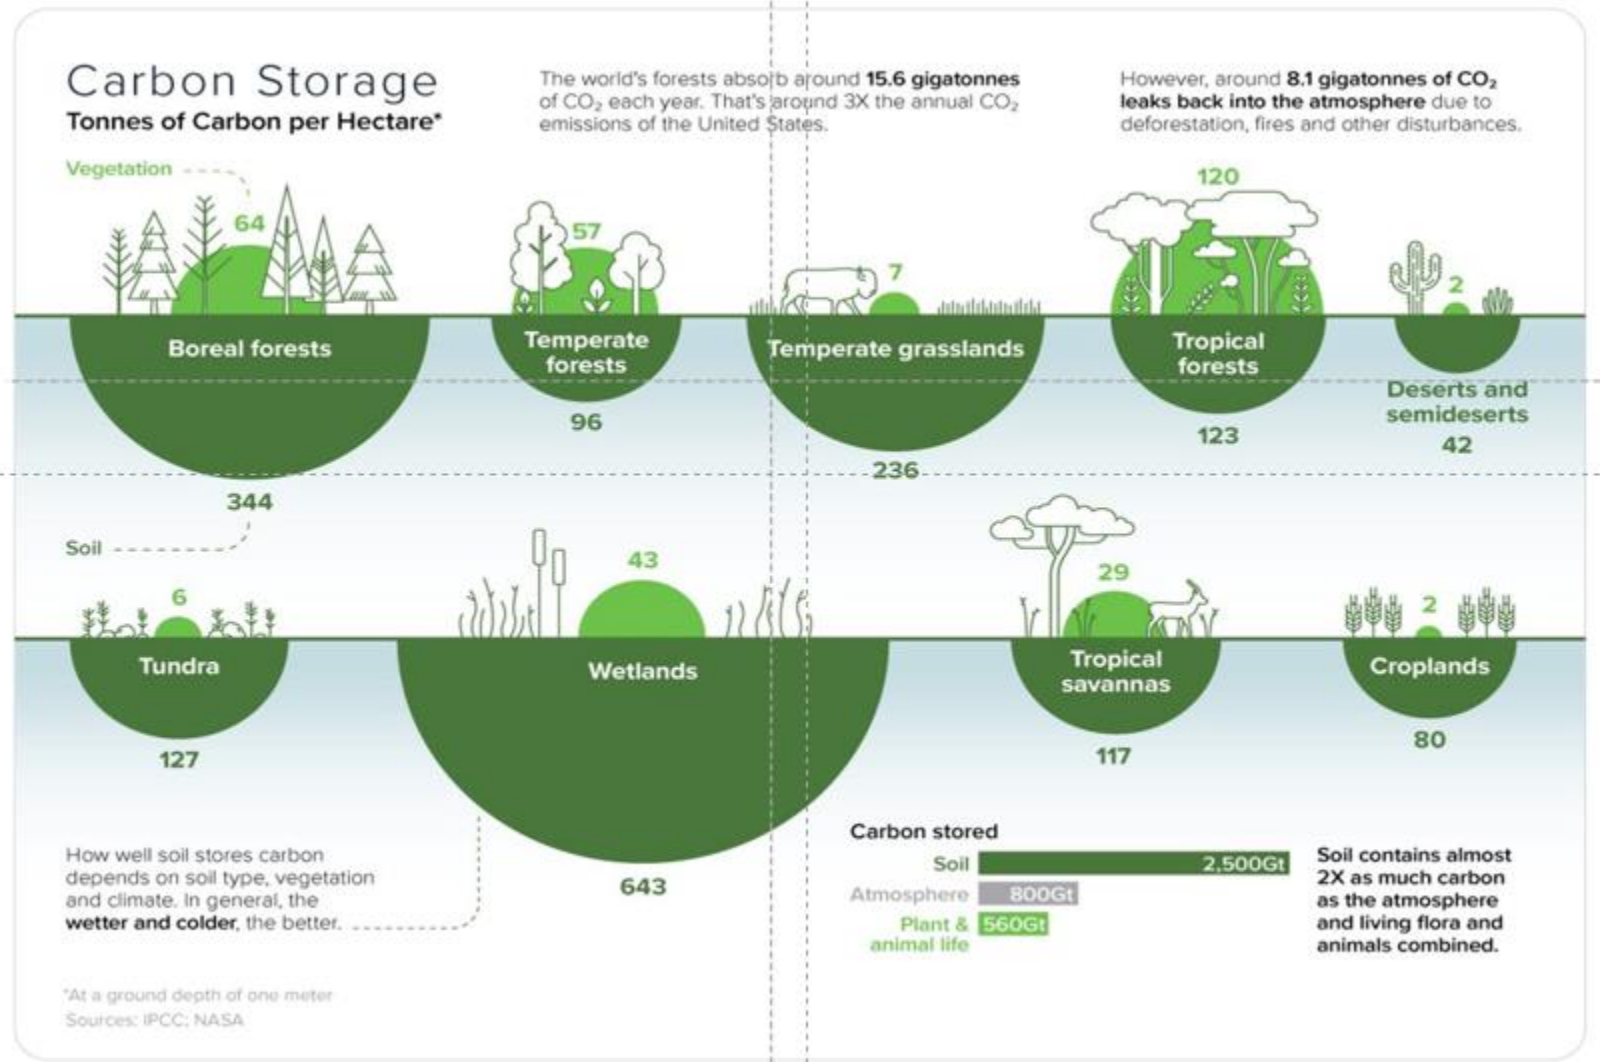 Carbon Storage
Tonnes of Carbon per Hectare*
The world's forests absorb around 15.6 gigatonnes
of CO₂ each year. That's around 3X the annual CO₂
emissions of the United States.
However, around 8.1 gigatonnes of CO₂
leaks back into the atmosphere due to
deforestation, fires and other disturbances.
Vegetation
64
57
7
120
2
Boreal forests
Temperate
forests
Temperate grasslands
Tropical
forests
Deserts and
semideserts
344
96
236
123
42
Soil
6
43
29
2
Tundra
Wetlands
Tropical
savannas
Croplands
127
643
117
80
How well soil stores carbon
depends on soil type, vegetation
and climate. In general, the
wetter and colder, the better.
Carbon stored
Soil 2,500Gt
Atmosphere 800Gt
Plant & 560Gt
animal life
Soil contains almost
2X as much carbon
as the atmosphere
and living flora and
animals combined.
*At a ground depth of one meter
Sources: IPCC; NASA